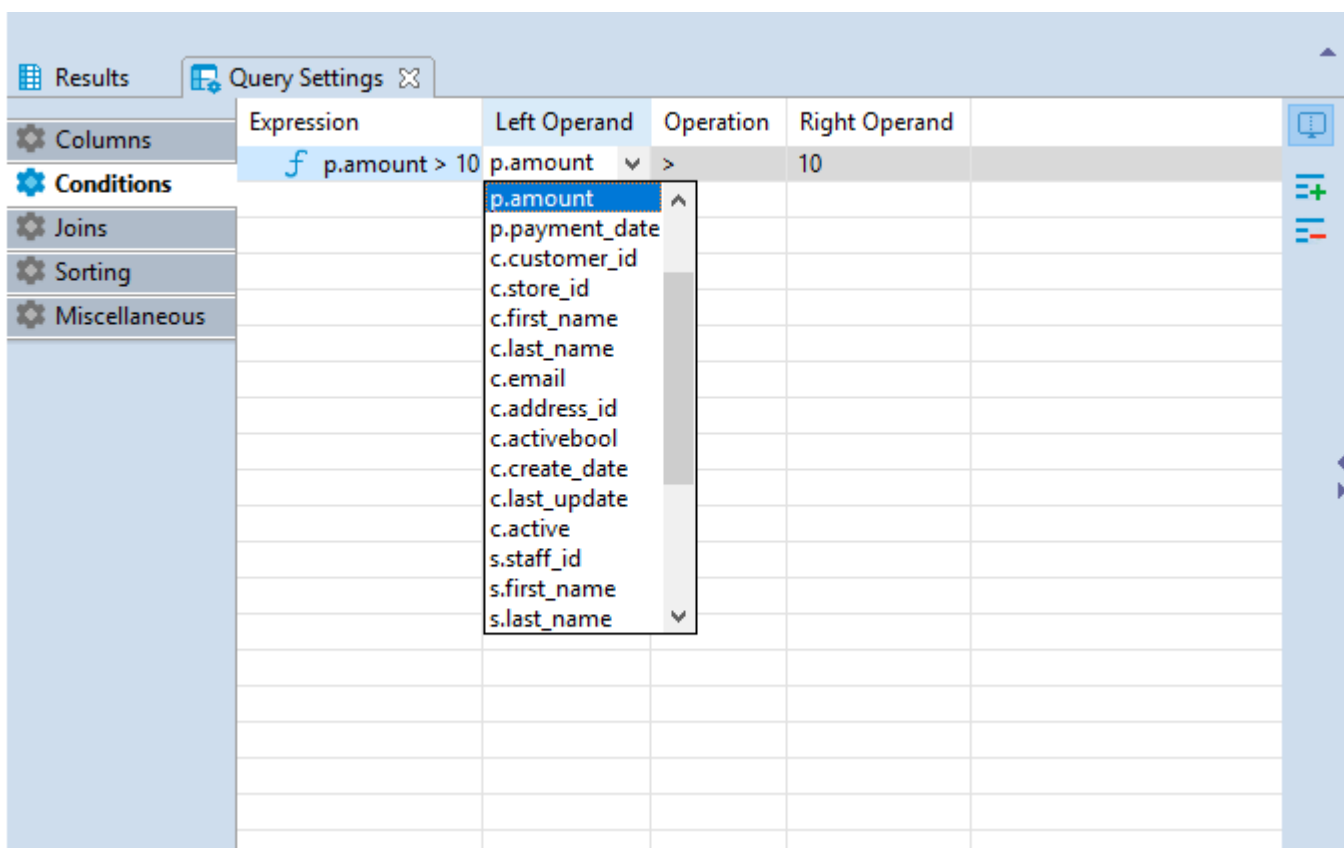 Results Query Settings
Columns
Conditions
Joins
Sorting
Miscellaneous
Expression Left Operand Operation Right Operand
p.amount > 10 p.amount > 10
p.amount
p.payment_date
c.customer_id
c.store_id
c.first_name
c.last_name
c.email
c.address_id
c.activebool
c.create_date
c.last_update
c.active
s.staff_id
s.first_name
s.last_name